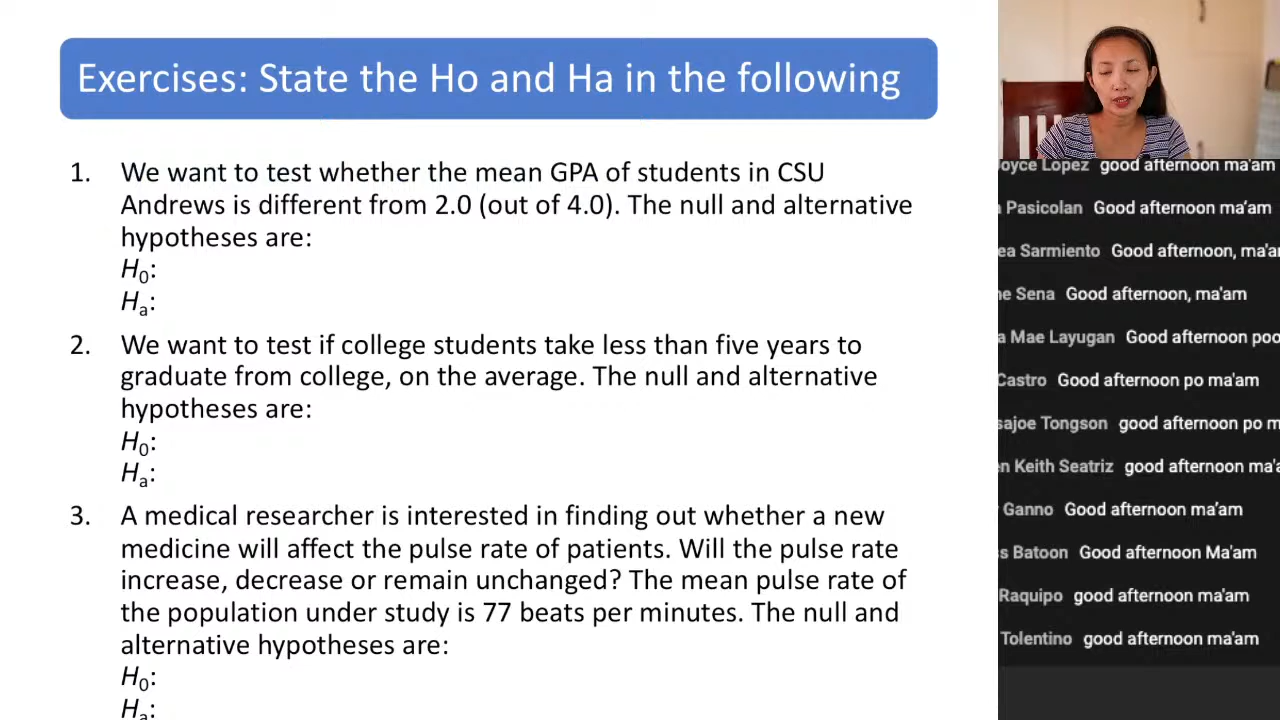 Exercises: State the Ho and Ha in the following
1. We want to test whether the mean GPA of students in CSU
Andrews is different from 2.0 (out of 4.0). The null and alternative
hypotheses are:
H0:
Ha:
2. We want to test if college students take less than five years to
graduate from college, on the average. The null and alternative
hypotheses are:
H0:
Ha:
3. A medical researcher is interested in finding out whether a new
medicine will affect the pulse rate of patients. Will the pulse rate
increase, decrease or remain unchanged? The mean pulse rate of
the population under study is 77 beats per minutes. The null and
alternative hypotheses are:
H0:
Ha:
Joyce Lopez good afternoon ma'am
Pasicolan Good afternoon ma'am
Sarmiento Good afternoon,
Sena Good afternoon, ma'am
Mae Layugan Good afternoon
Castro Good afternoon po ma'am
Tongson good afternoon po
Keith Seatriz good afternoon
Ganno Good afternoon ma'am
Batoon Good afternoon Ma'am
Raquipo good afternoon ma'am
Tolentino good afternoon ma'am